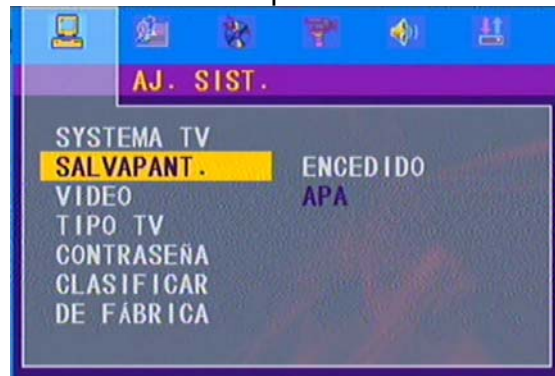 AJ. SIST.
SYSTEMA TV
SALVAPANT. ENCEDIDO
VIDEO APA
TIPO TV
CONTRASEÑA
CLASIFICAR
DE FÁBRICA